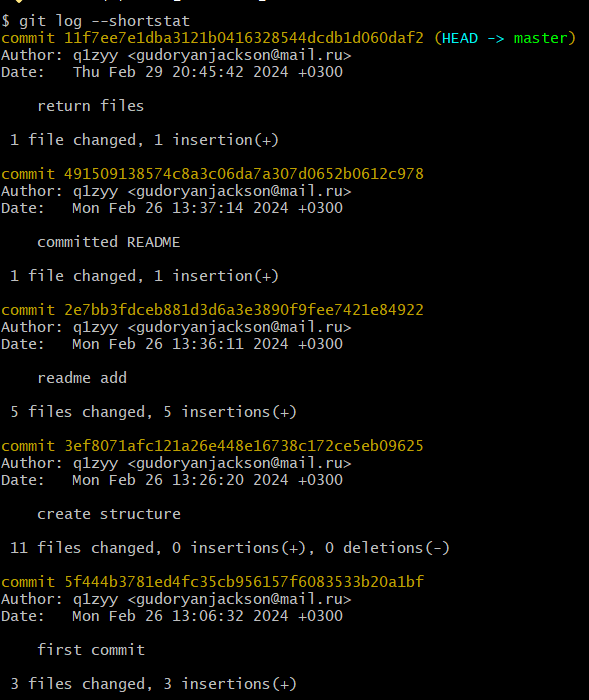 $ git log --shortstat
commit 11f7ee7e1dba3121b0416328544dcdb1d060daf2 (HEAD -> master)
Author: q1zyy <gudoryanjackson@mail.ru>
Date:   Thu Feb 29 20:45:42 2024 +0300
return files
1 file changed, 1 insertion(+)
commit 491509138574c8a3c06da7a307d0652b0612c978
Author: q1zyy <gudoryanjackson@mail.ru>
Date:   Mon Feb 26 13:37:14 2024 +0300
committed README
1 file changed, 1 insertion(+)
commit 2e7bb3fdceb881d3d6a3e3890f9fee7421e84922
Author: q1zyy <gudoryanjackson@mail.ru>
Date:   Mon Feb 26 13:36:11 2024 +0300
readme add
5 files changed, 5 insertions(+)
commit 3ef8071afc121a26e448e16738c172ce5eb09625
Author: q1zyy <gudoryanjackson@mail.ru>
Date:   Mon Feb 26 13:26:20 2024 +0300
create structure
11 files changed, 0 insertions(+), 0 deletions(-)
commit 5f444b3781ed4fc35cb956157f6083533b20a1bf
Author: q1zyy <gudoryanjackson@mail.ru>
Date:   Mon Feb 26 13:06:32 2024 +0300
first commit
3 files changed, 3 insertions(+)